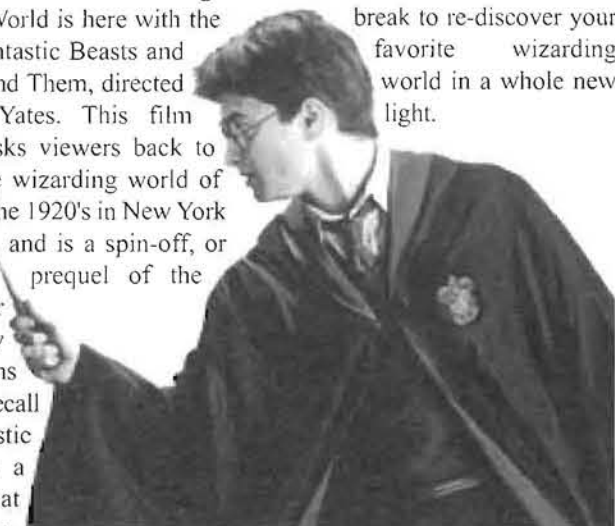 World is here with the
ntastic Beasts and
nd Them, directed
Yates. This film
sks viewers back to
e wizarding world of
he 1920's in New York
and is a spin-off, or
prequel of the
ns
ecall
stic
a
at
break to re-discover your
favorite wizarding
world in a whole new
light.